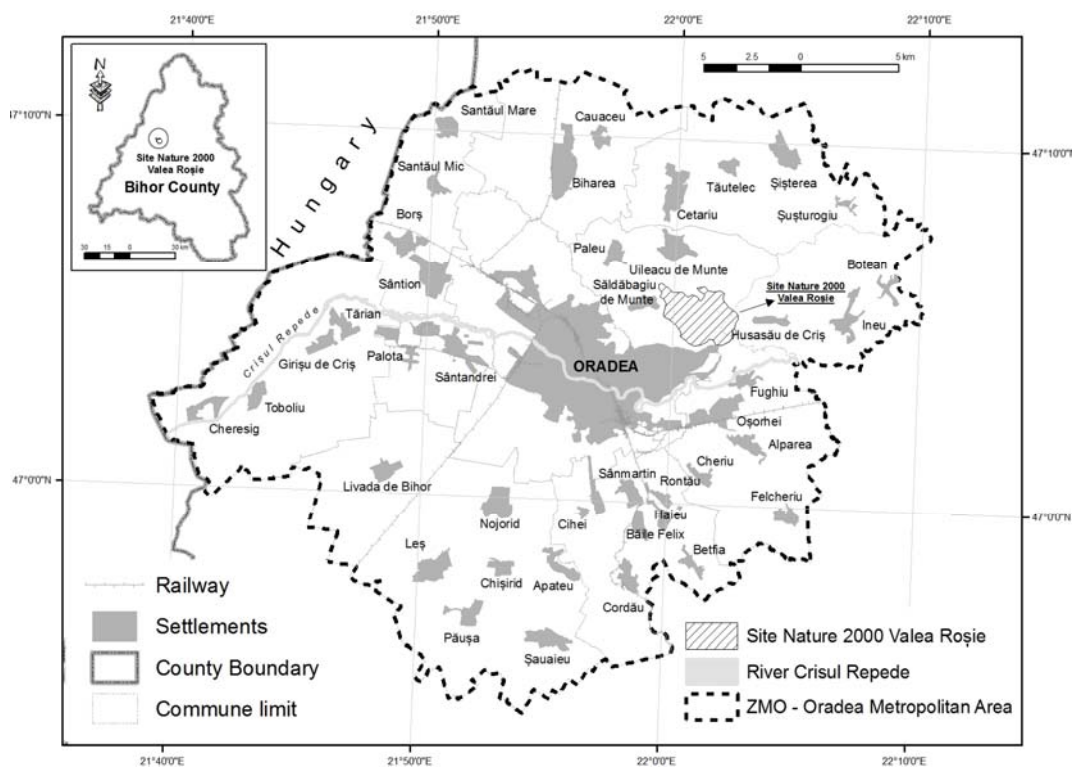 21°40'0"E
21°50'0"E
22°0'0"E
22°10'0"E
N
Site Nature 2000
Valea Roșie
Bihor County
30 15 0 30 km
5 2.5 0 5 km
47°10'0"N
47°10'0"N
Hungary
Santăul Mare
Cauaceu
Santăul Mic
Biharea
Tăutelec
Șișterea
Cetariu
Șușturogiu
Borș
Paleu
Uileacu de Munte
Botean
Sântion
Săldăbagiu
de Munte
Site Nature 2000
Valea Roșie
Crișul Repede
Tărian
Husasău de Criș
Ineu
Girișu de Criș
Palota
Sântandrei
ORADEA
Fughiu
Toboliu
Cheresig
Oșorhei
Alparea
Cheriu
47°0'0"N
Livada de Bihor
Sânmartin
Rontău
Felcheriu
Nojorid
Cihei
Haieu
Băile Felix
47°0'0"N
Leș
Betfia
Chișirid
Apateu
Cordău
Păușa
Șauaieu
Railway
Settlements
County Boundary
Commune limit
Site Nature 2000 Valea Roșie
River Crisul Repede
ZMO - Oradea Metropolitan Area
21°40'0"E
21°50'0"E
22°0'0"E
22°10'0"E